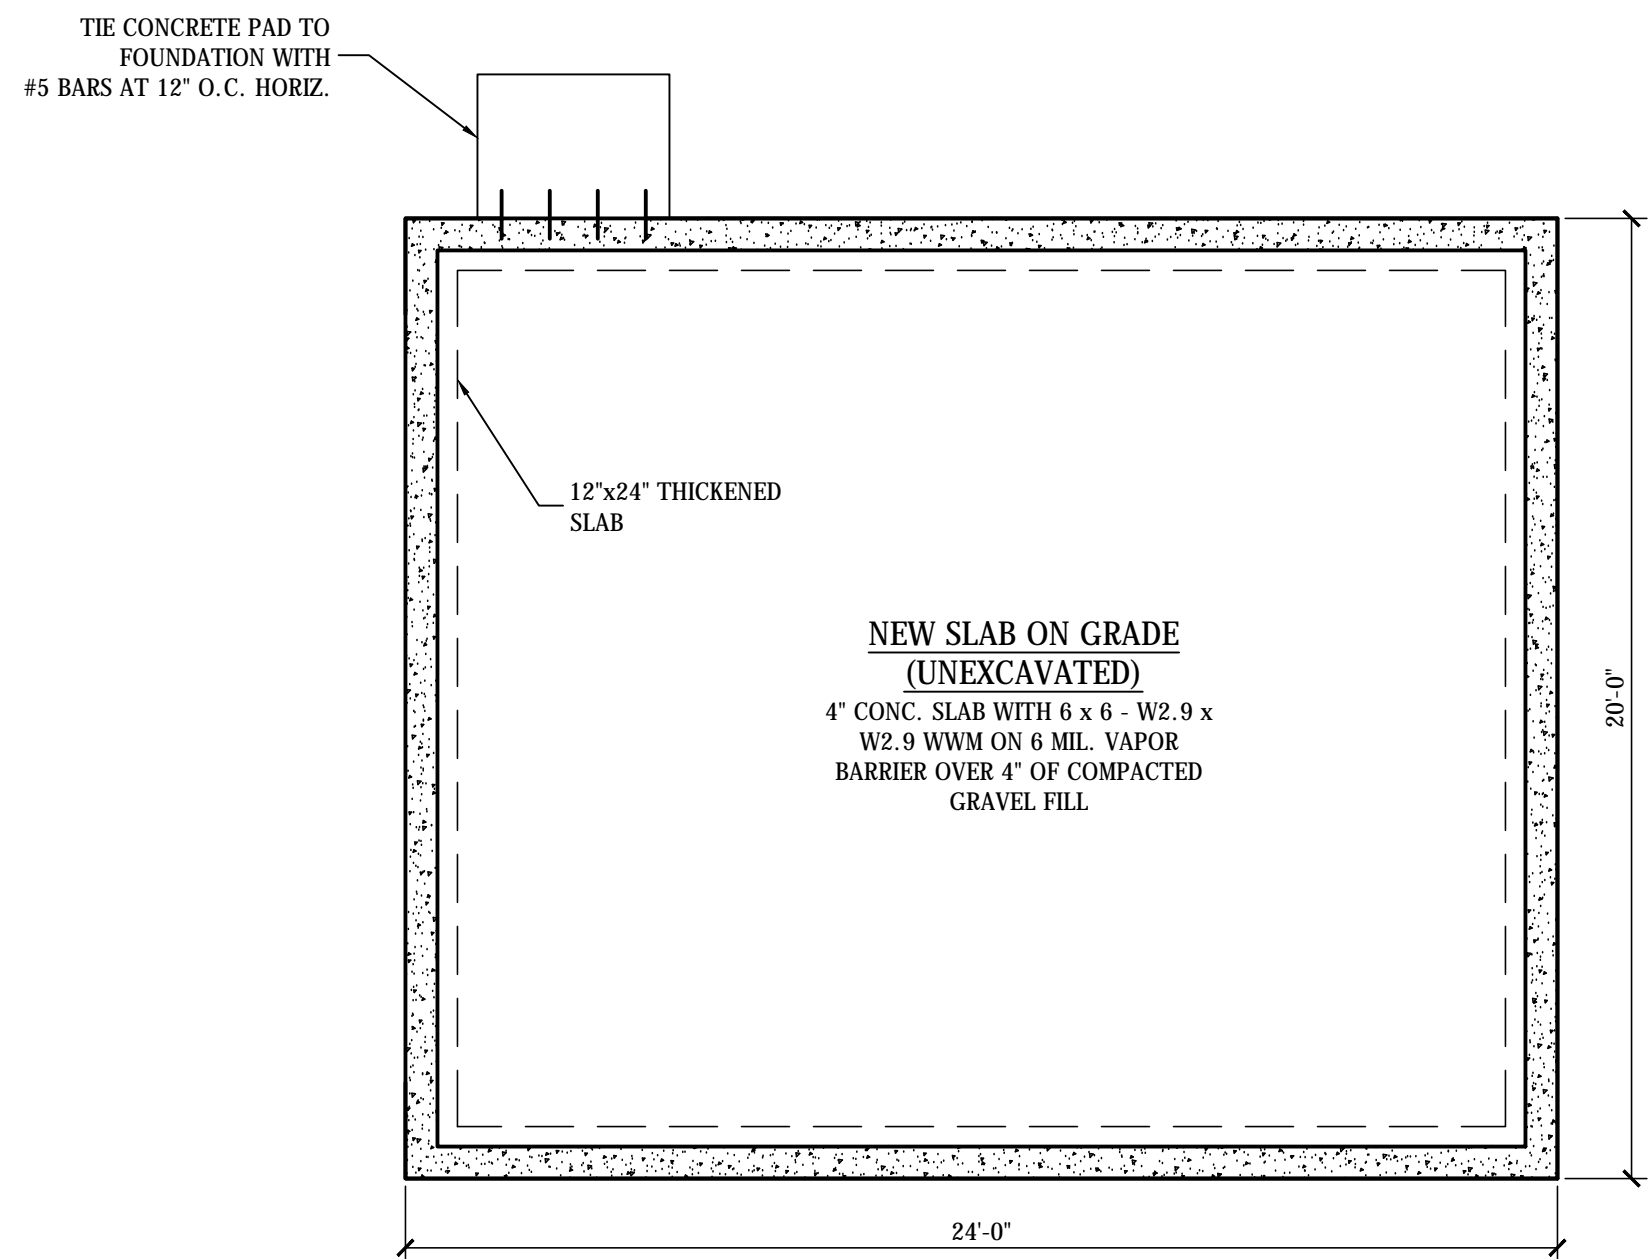 TIE CONCRETE PAD TO
FOUNDATION WITH
#5 BARS AT 12" O.C. HORIZ.
12"x24" THICKENED
SLAB
NEW SLAB ON GRADE
(UNEXCAVATED)
4" CONC. SLAB WITH 6 x 6 - W2.9 x
W2.9 WWM ON 6 MIL. VAPOR
BARRIER OVER 4" OF COMPACTED
GRAVEL FILL
20'-0"
24'-0"